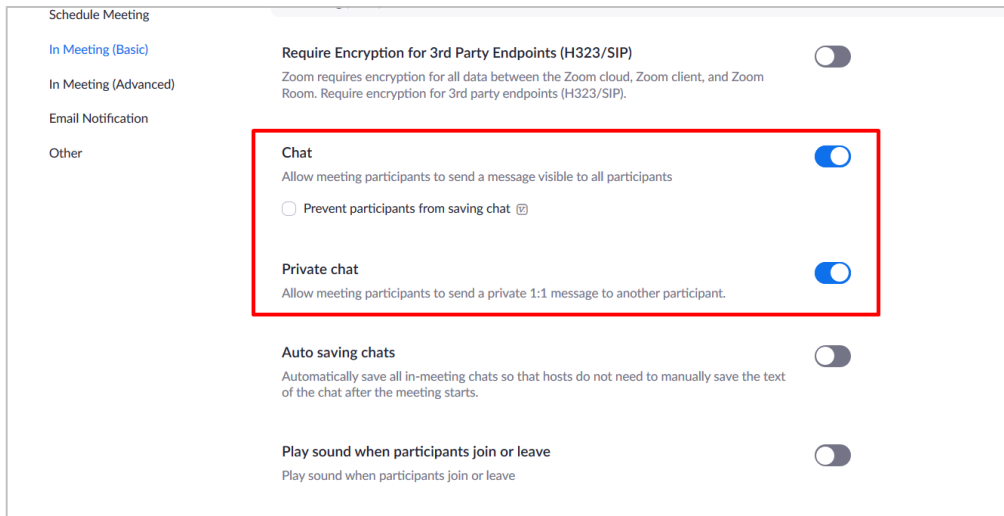 Schedule Meeting
In Meeting (Basic)
In Meeting (Advanced)
Email Notification
Other
Require Encryption for 3rd Party Endpoints (H323/SIP)
Zoom requires encryption for all data between the Zoom cloud, Zoom client, and Zoom
Room. Require encryption for 3rd party endpoints (H323/SIP).
Chat
Allow meeting participants to send a message visible to all participants
Prevent participants from saving chat
Private chat
Allow meeting participants to send a private 1:1 message to another participant.
Auto saving chats
Automatically save all in-meeting chats so that hosts do not need to manually save the text
of the chat after the meeting starts.
Play sound when participants join or leave
Play sound when participants join or leave